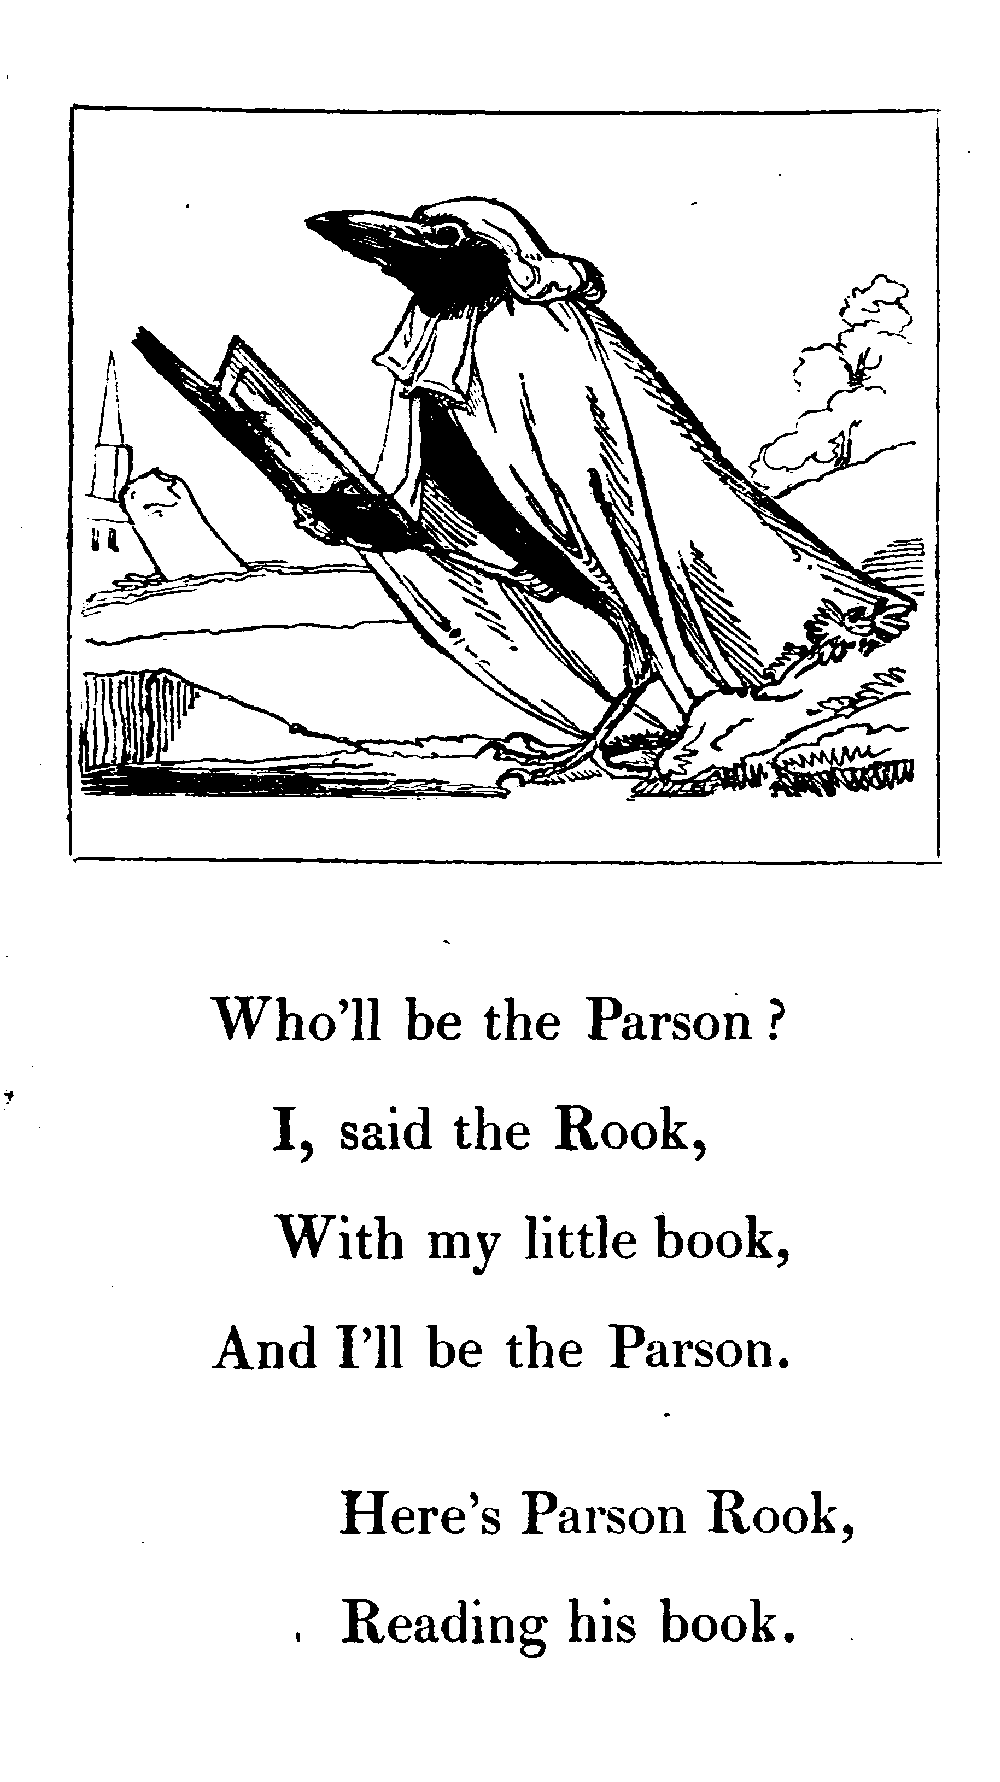 Who'll be the Parson ?
I, said the Rook,
With my little book,
And I'll be the Parson.
Here's Parson Rook,
Reading his book.